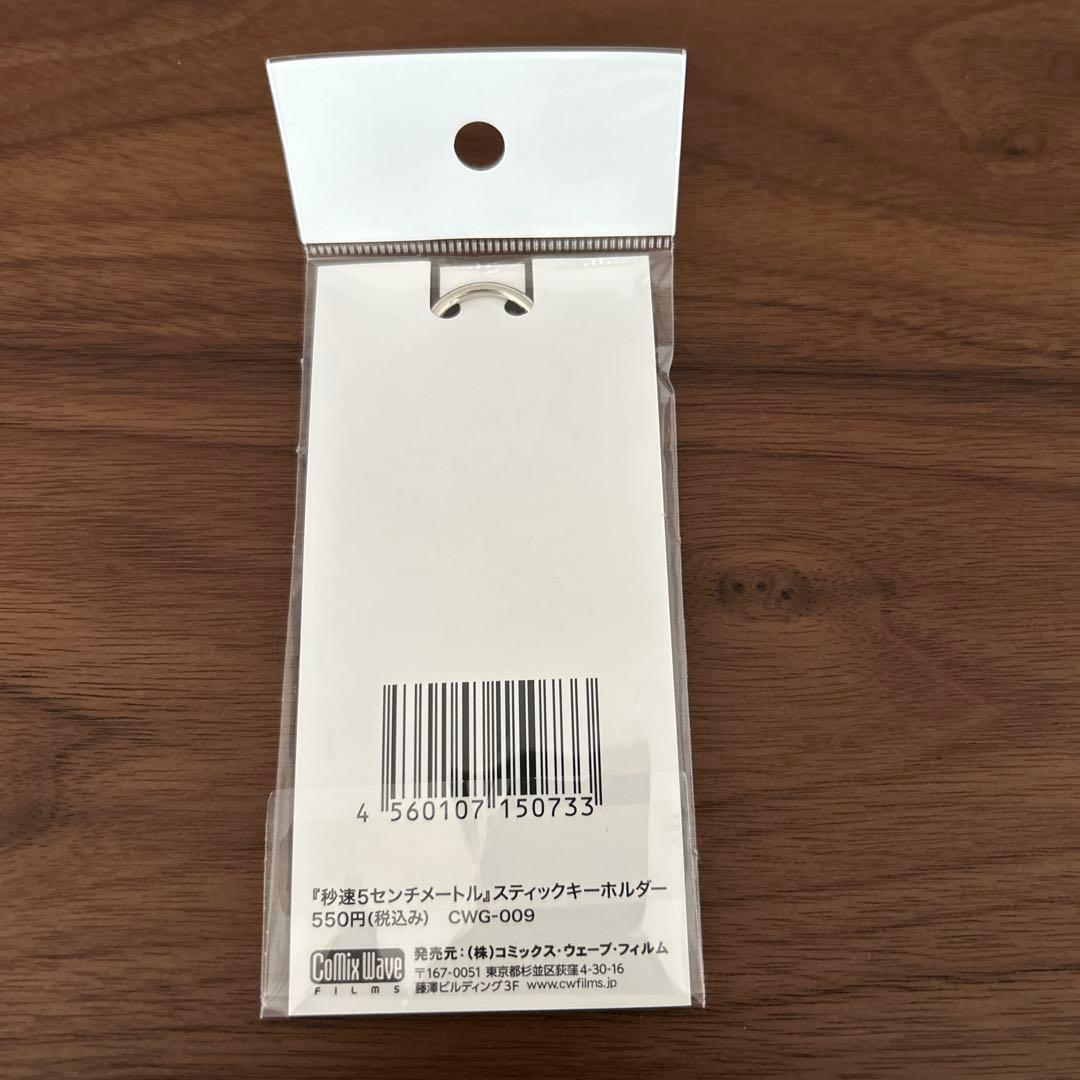 4 560107 150733
『秒速5センチメートル』スティックキーホルダー
550円(税込み) CWG-009
CoMix Wave
FILMS
発売元：(株)コミックス・ウェーブ・フィルム
〒167-0051 東京都杉並区荻窪4-30-16
藤澤ビルディング3F www.cwfilms.jp